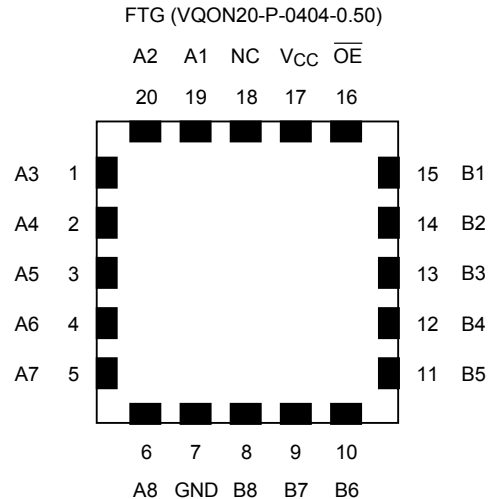 FTG (VQON20-P-0404-0.50)
A2 A1 NC VCC O̅E̅
20 19 18 17 16
A3 1 15 B1
A4 2 14 B2
A5 3 13 B3
A6 4 12 B4
A7 5 11 B5
6 7 8 9 10
A8 GND B8 B7 B6